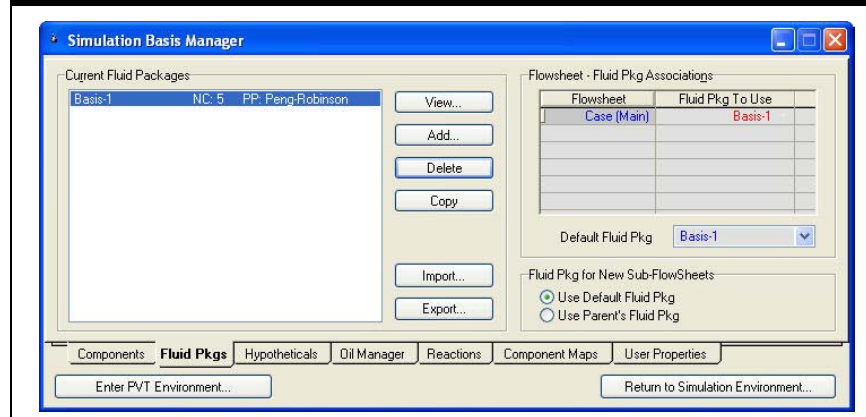 Simulation Basis Manager
Current Fluid Packages
Basis-1 NC: 5 PP: Peng-Robinson
View...
Add...
Delete
Copy
Import...
Export...
Flowsheet - Fluid Pkg Associations
Flowsheet Fluid Pkg To Use
Case (Main) Basis-1
Default Fluid Pkg Basis-1
Fluid Pkg for New Sub-FlowSheets
Use Default Fluid Pkg
Use Parent's Fluid Pkg
Components Fluid Pkgs Hypotheticals Oil Manager Reactions Component Maps User Properties
Enter PVT Environment... Return to Simulation Environment...